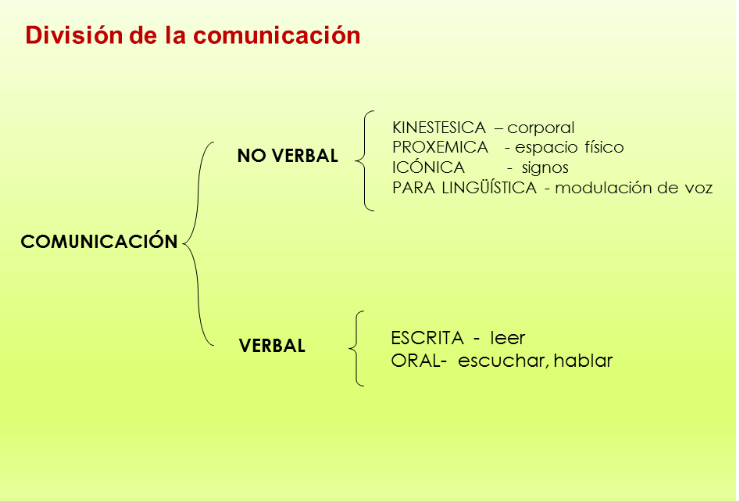 División de la comunicación
COMUNICACIÓN
NO VERBAL
KINESTESICA – corporal
PROXEMICA - espacio físico
ICÓNICA - signos
PARA LINGÜÍSTICA - modulación de voz
VERBAL
ESCRITA - leer
ORAL- escuchar, hablar